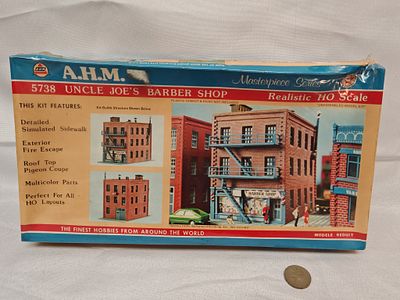 A.H.M.
Masterpiece Series
5738 UNCLE JOE'S BARBER SHOP
Realistic HO Scale
THIS KIT FEATURES:
Detailed
Simulated Sidewalk
Exterior
Fire Escape
Roof Top
Pigeon Coupe
Multicolor Parts
Perfect For All
HO Layouts
BARBER SHOP
THE FINEST HOBBIES FROM AROUND THE WORLD